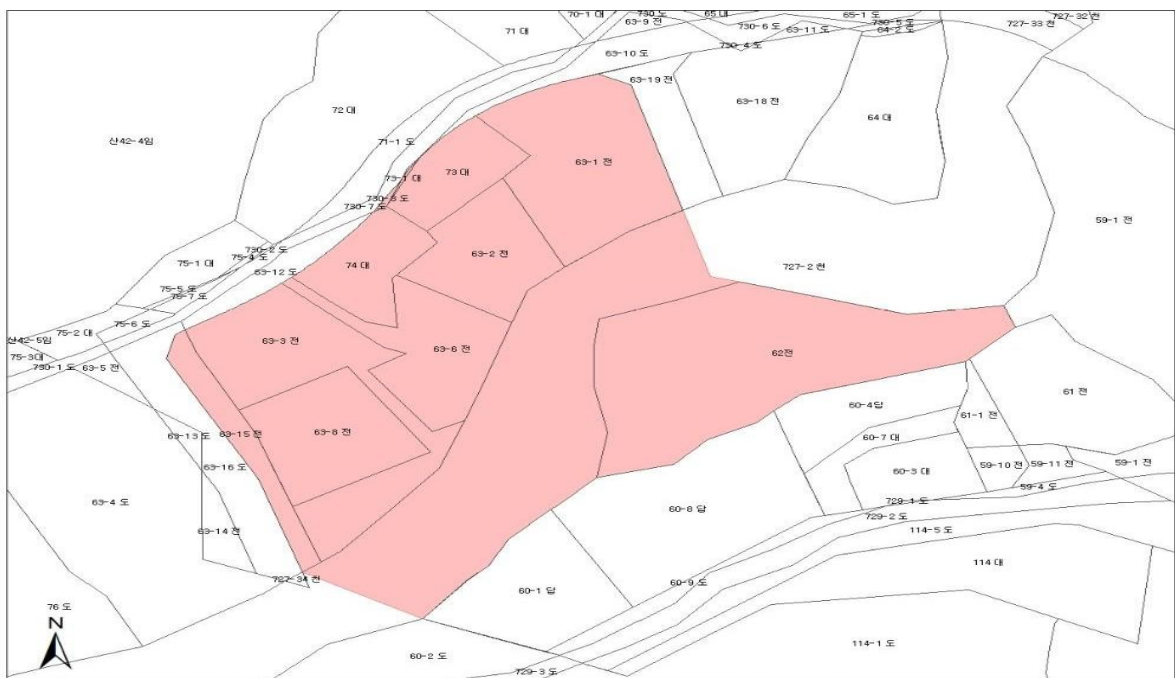 70-1 대
730 도
65 대
63-9 전
65-1 도
730-5 도
727-32 천
727-33 천
71 대
730-6 도
63-11 도
64-2 도
730-4 도
63-10 도
63-19 전
63-18 전
72 대
64 대
산42-4임
71-1 도
63-1 전
73 대
73-1 대
730-3 도
730-7 도
59-1 전
63-2 전
730-2 도
75-4 도
75-1 대
74 대
63-12 도
727-2 천
75-5 도
75-7 도
75-6 도
75-2 대
산42-5임
63-3 전
63-6 전
62전
75-3대
730-1 도
63-5 전
61 전
60-4답
61-1 전
63-8 전
63-13 도
63-15 전
60-7 대
63-16 도
60-3 대
59-10 전
59-11 전
59-1 전
59-4 도
63-4 도
729-1 도
60-8 답
729-2 도
63-14 전
114-5 도
114 대
727-34 천
60-9 도
60-1 답
76 도
N
114-1 도
60-2 도
729-3 도